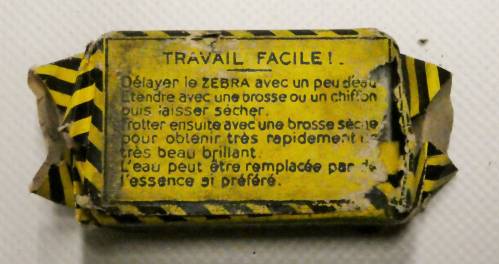 TRAVAIL FACILE!
Délayer le ZEBRA avec un peu d'eau
Etendre avec une brosse ou un chiffon
puis laisser sécher.
Frotter ensuite avec une brosse sèche
pour obtenir très rapidement
très beau brillant.
L'eau peut être remplacée par de
l'essence si préféré.